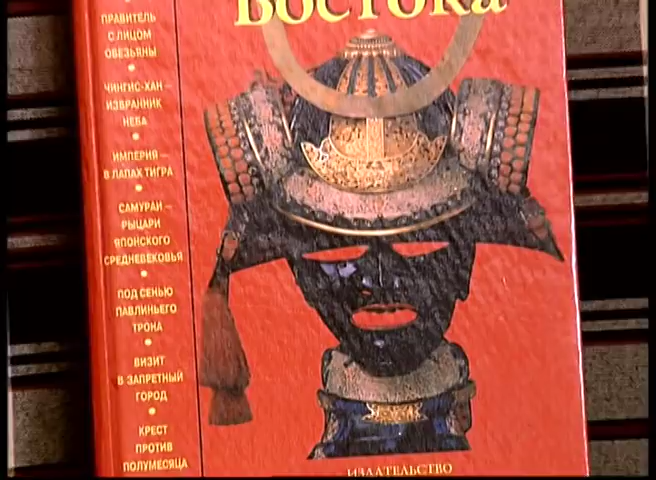 Востока
ПРАВИТЕЛЬ
С ЛИЦОМ
ОБЕЗЬЯНЫ
ЧИНГИС-ХАН –
ИЗБРАННИК
НЕБА
ИМПЕРИЯ –
В ЛАПАХ ТИГРА
САМУРАИ –
РЫЦАРИ
ЯПОНСКОГО
СРЕДНЕВЕКОВЬЯ
ПОД СЕНЬЮ
ПАВЛИНЬЕГО
ТРОНА
ВИЗИТ
В ЗАПРЕТНЫЙ
ГОРОД
КРЕСТ
ПРОТИВ
ПОЛУМЕСЯЦА
ИЗДАТЕЛЬСТВО